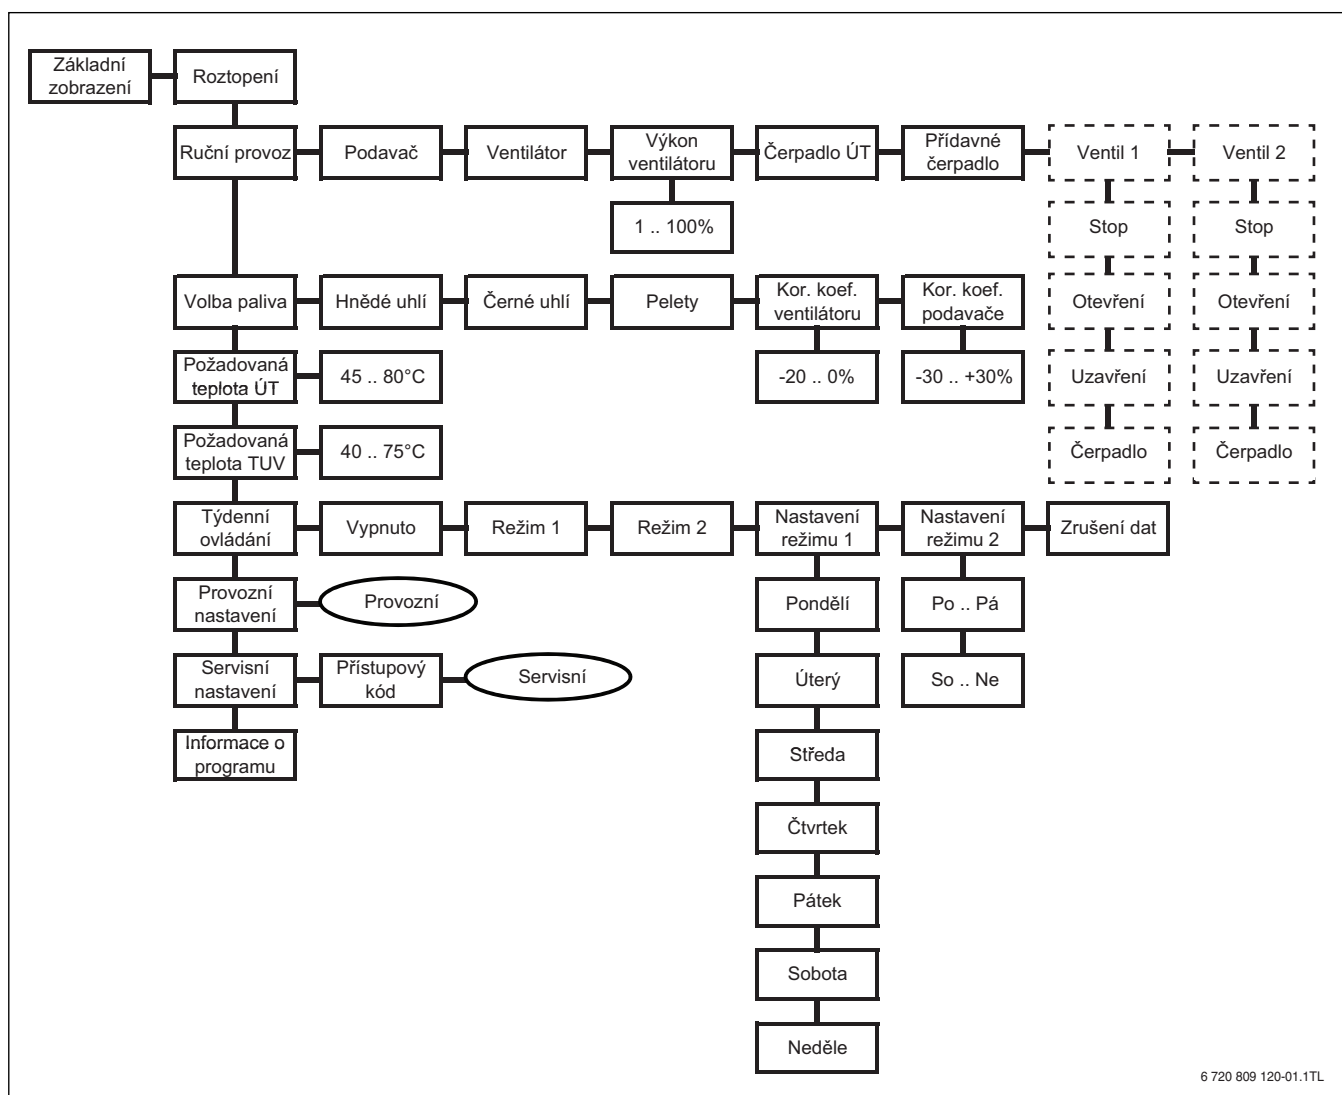 Základní
zobrazení
Roztopení
Ruční provoz
Podavač
Ventilátor
Výkon
ventilátoru
Čerpadlo ÚT
Přídavné
čerpadlo
Ventil 1
Ventil 2
1 .. 100%
Stop
Stop
Volba paliva
Hnědé uhlí
Černé uhlí
Pelety
Kor. koef.
ventilátoru
Kor. koef.
podavače
Otevření
Otevření
Požadovaná
teplota ÚT
45 .. 80°C
-20 .. 0%
-30 .. +30%
Uzavření
Uzavření
Požadovaná
teplota TUV
40 .. 75°C
Čerpadlo
Čerpadlo
Týdenní
ovládání
Vypnuto
Režim 1
Režim 2
Nastavení
režimu 1
Nastavení
režimu 2
Zrušení dat
Provozní
nastavení
Provozní
Pondělí
Po .. Pá
Servisní
nastavení
Přístupový
kód
Servisní
Úterý
So .. Ne
Informace o
programu
Středa
Čtvrtek
Pátek
Sobota
Neděle
6 720 809 120-01.1TL